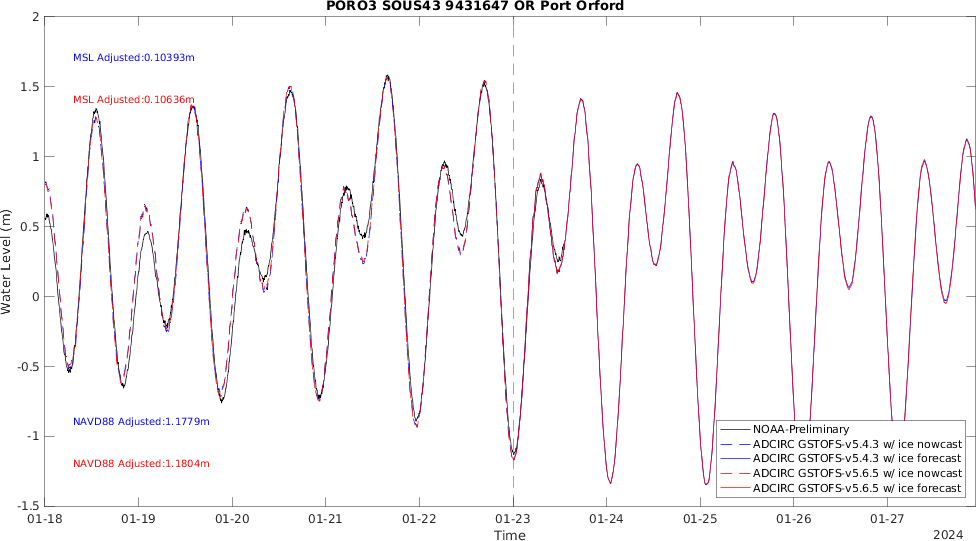 PORO3 SOUS43 9431647 OR Port Orford
2
1.5
1
0.5
0
-0.5
-1
-1.5
Water Level (m)
MSL Adjusted:0.10393m
MSL Adjusted:0.10636m
NAVD88 Adjusted:1.1779m
NAVD88 Adjusted:1.1804m
NOAA-Preliminary
ADCIRC GSTOFS-v5.4.3 w/ ice nowcast
ADCIRC GSTOFS-v5.4.3 w/ ice forecast
ADCIRC GSTOFS-v5.6.5 w/ ice nowcast
ADCIRC GSTOFS-v5.6.5 w/ ice forecast
01-18 01-19 01-20 01-21 01-22 01-23 01-24 01-25 01-26 01-27
Time
2024